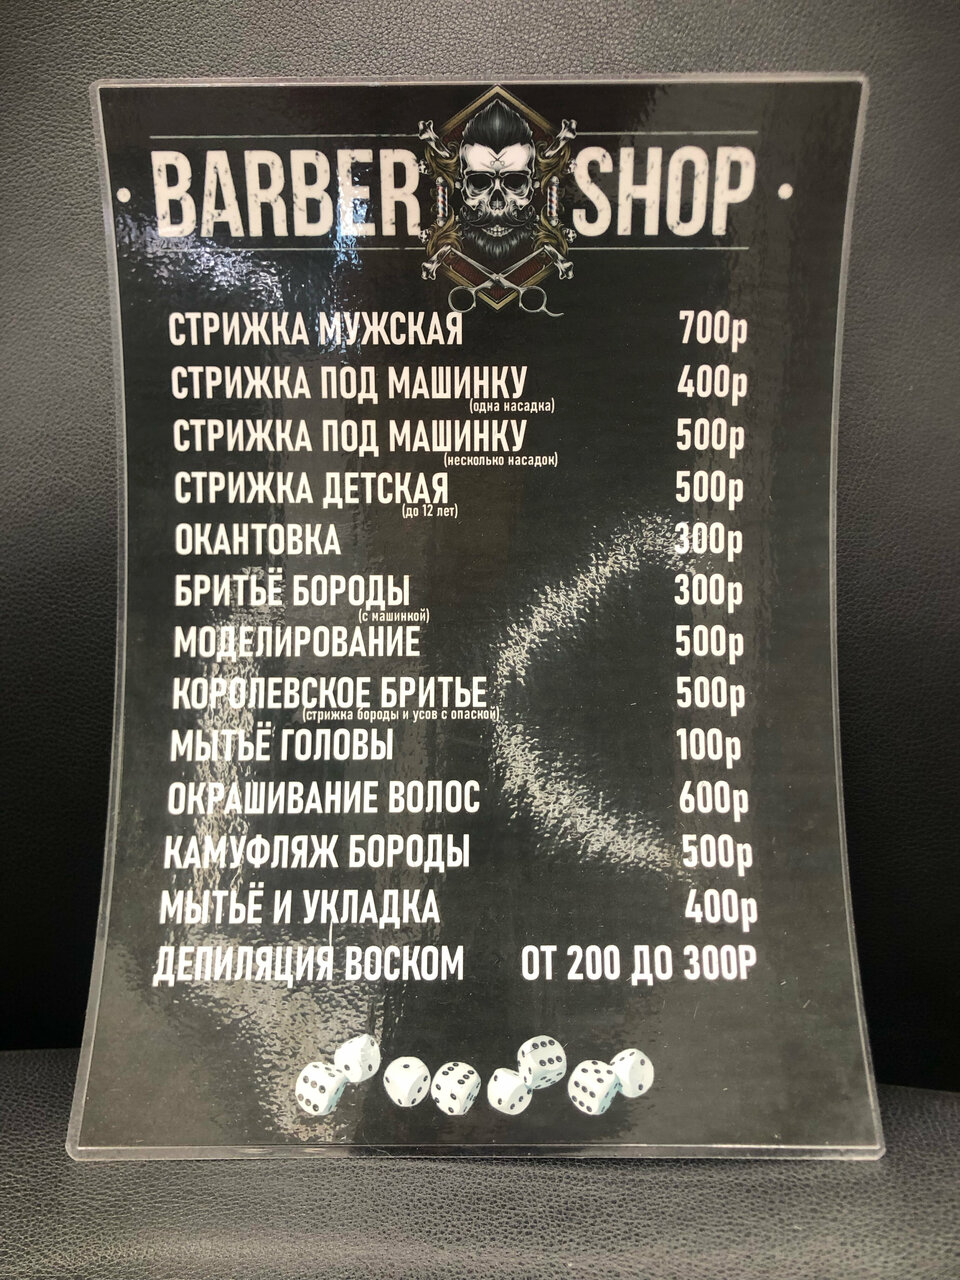 • BARBER SHOP •
СТРИЖКА МУЖСКАЯ 700р
СТРИЖКА ПОД МАШИНКУ 400р
(одна насадка)
СТРИЖКА ПОД МАШИНКУ 500р
(несколько насадок)
СТРИЖКА ДЕТСКАЯ 500р
(до 12 лет)
ОКАНТОВКА 300р
БРИТЬЁ БОРОДЫ 300р
(с машинкой)
МОДЕЛИРОВАНИЕ 500р
КОРОЛЕВСКОЕ БРИТЬЕ 500р
(стрижка бороды и усов с опаской)
МЫТЬЁ ГОЛОВЫ 100р
ОКРАШИВАНИЕ ВОЛОС 600р
КАМУФЛЯЖ БОРОДЫ 500р
МЫТЬЁ И УКЛАДКА 400р
ДЕПИЛЯЦИЯ ВОСКОМ ОТ 200 ДО 300Р